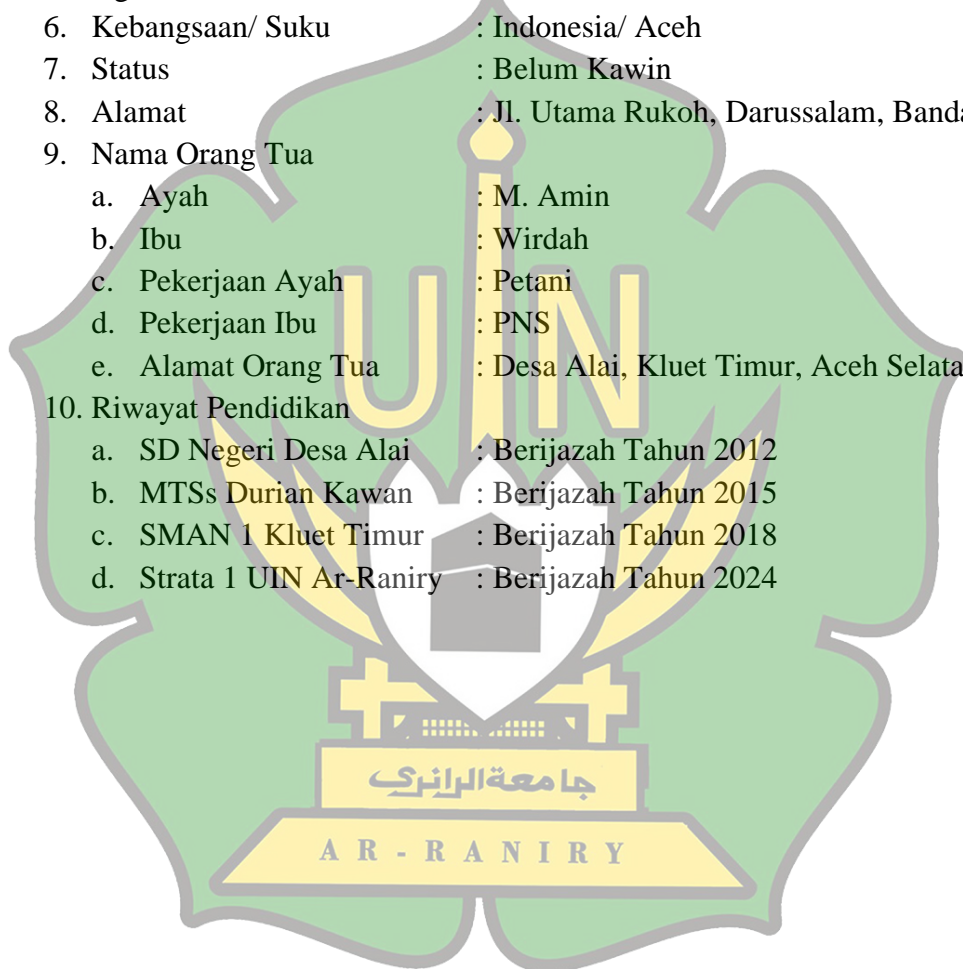 6. Kebangsaan/ Suku : Indonesia/ Aceh
7. Status : Belum Kawin
8. Alamat : Jl. Utama Rukoh, Darussalam, Banda
9. Nama Orang Tua
a. Ayah : M. Amin
b. Ibu : Wirdah
c. Pekerjaan Ayah : Petani
d. Pekerjaan Ibu : PNS
e. Alamat Orang Tua : Desa Alai, Kluet Timur, Aceh Selata
10. Riwayat Pendidikan
a. SD Negeri Desa Alai : Berijazah Tahun 2012
b. MTSs Durian Kawan : Berijazah Tahun 2015
c. SMAN 1 Kluet Timur : Berijazah Tahun 2018
d. Strata 1 UIN Ar-Raniry : Berijazah Tahun 2024
UIN
جامعة الرانري
AR-RANIRY